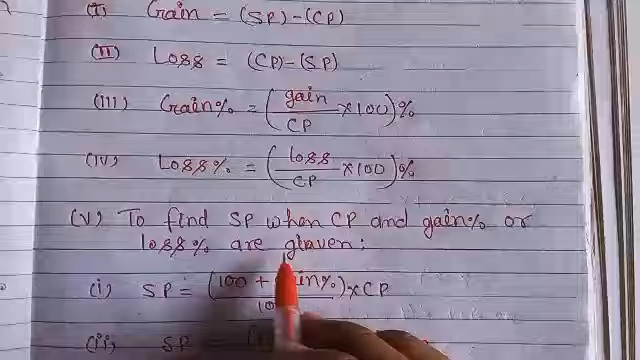 (I) Gain = (SP)-(CP)
(II) Loss = (CP)-(SP)
(III) Gain% = (gain/CP ×100)%
(IV) Loss% = (loss/CP ×100)%
(V) To find SP when CP and gain% or
loss% are giaven:
(i) SP = (100 + in%)×CP
(ii) SP =